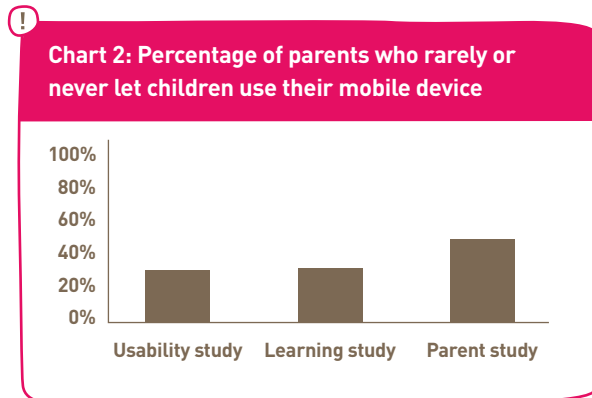 !
Chart 2: Percentage of parents who rarely or
never let children use their mobile device
100%
80%
60%
40%
20%
0%
Usability study Learning study Parent study